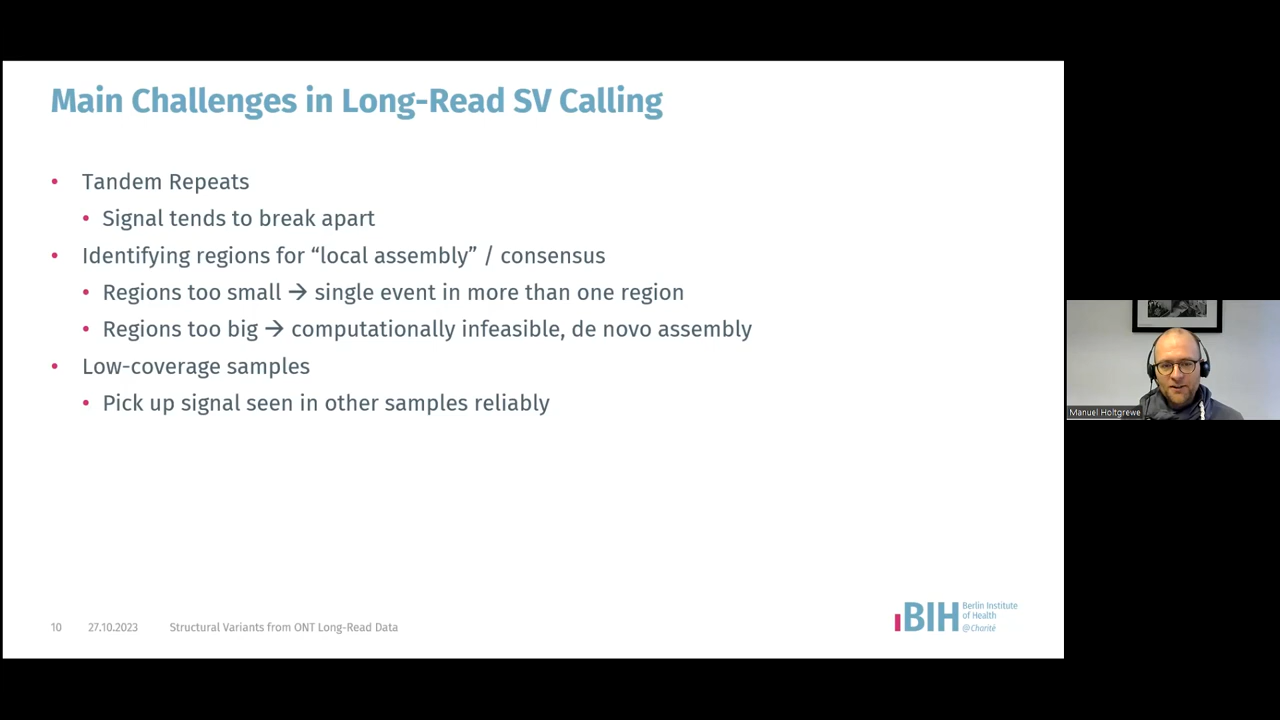 Main Challenges in Long-Read SV Calling
• Tandem Repeats
• Signal tends to break apart
• Identifying regions for “local assembly” / consensus
• Regions too small → single event in more than one region
• Regions too big → computationally infeasible, de novo assembly
• Low-coverage samples
• Pick up signal seen in other samples reliably
Manuel Holtgrewe
10 27.10.2023 Structural Variants from ONT Long-Read Data
BIH Berlin Institute
of Health
@Charité